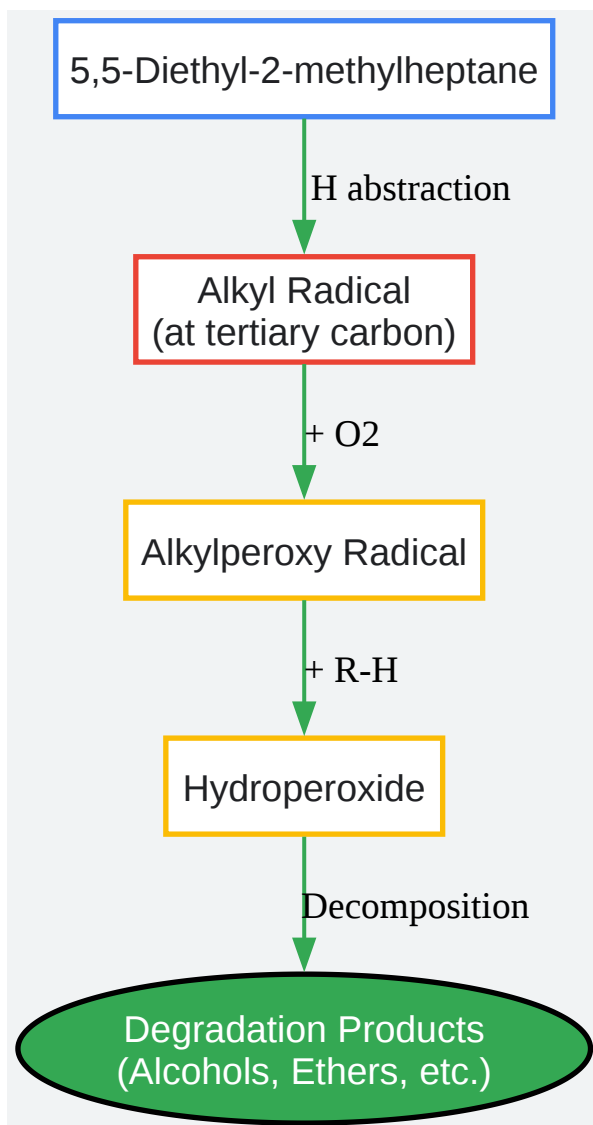 5,5-Diethyl-2-methylheptane
H abstraction
Alkyl Radical
(at tertiary carbon)
+ O2
Alkylperoxy Radical
+ R-H
Hydroperoxide
Decomposition
Degradation Products
(Alcohols, Ethers, etc.)